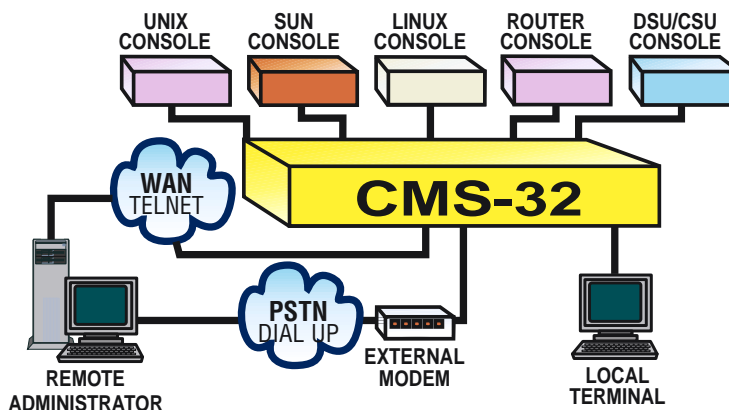 UNIX
CONSOLE
SUN
CONSOLE
LINUX
CONSOLE
ROUTER
CONSOLE
DSU/CSU
CONSOLE
WAN
TELNET
CMS-32
PSTN
DIAL UP
EXTERNAL
MODEM
REMOTE
ADMINISTRATOR
LOCAL
TERMINAL